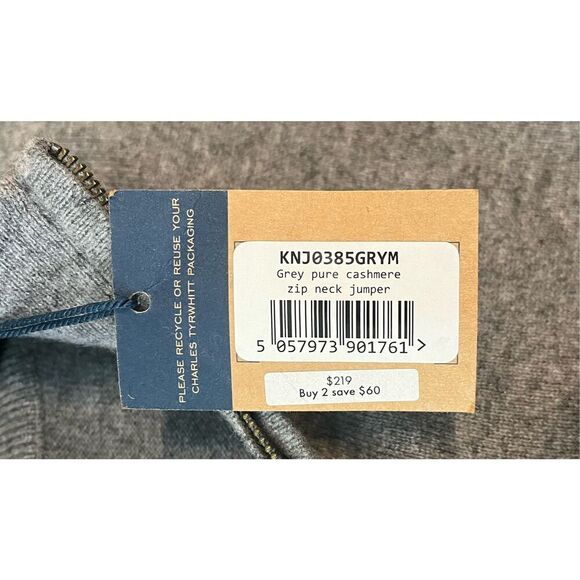 PLEASE RECYCLE OR REUSE YOUR
CHARLES TYRWHITT PACKAGING
KNJ0385GRYM
Grey pure cashmere
zip neck jumper
5 057973 901761 >
$219
Buy 2 save $60